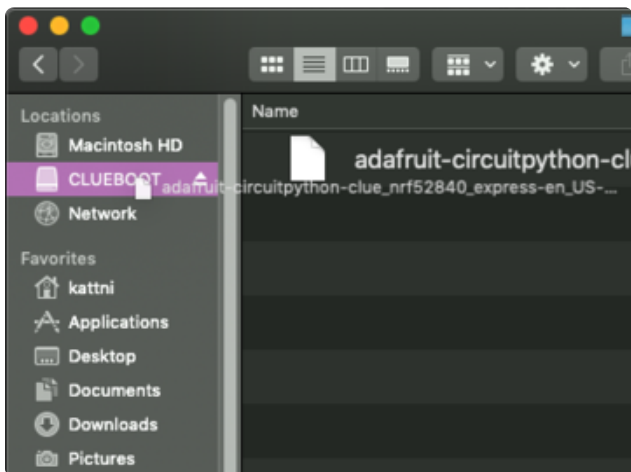 Name
adafruit-circuitpython-cl
Locations
Macintosh HD
CLUEBOOT
adafruit-circuitpython-clue_nrf52840_express-en_US-...
Network
Favorites
kattni
Applications
Desktop
Documents
Downloads
Pictures